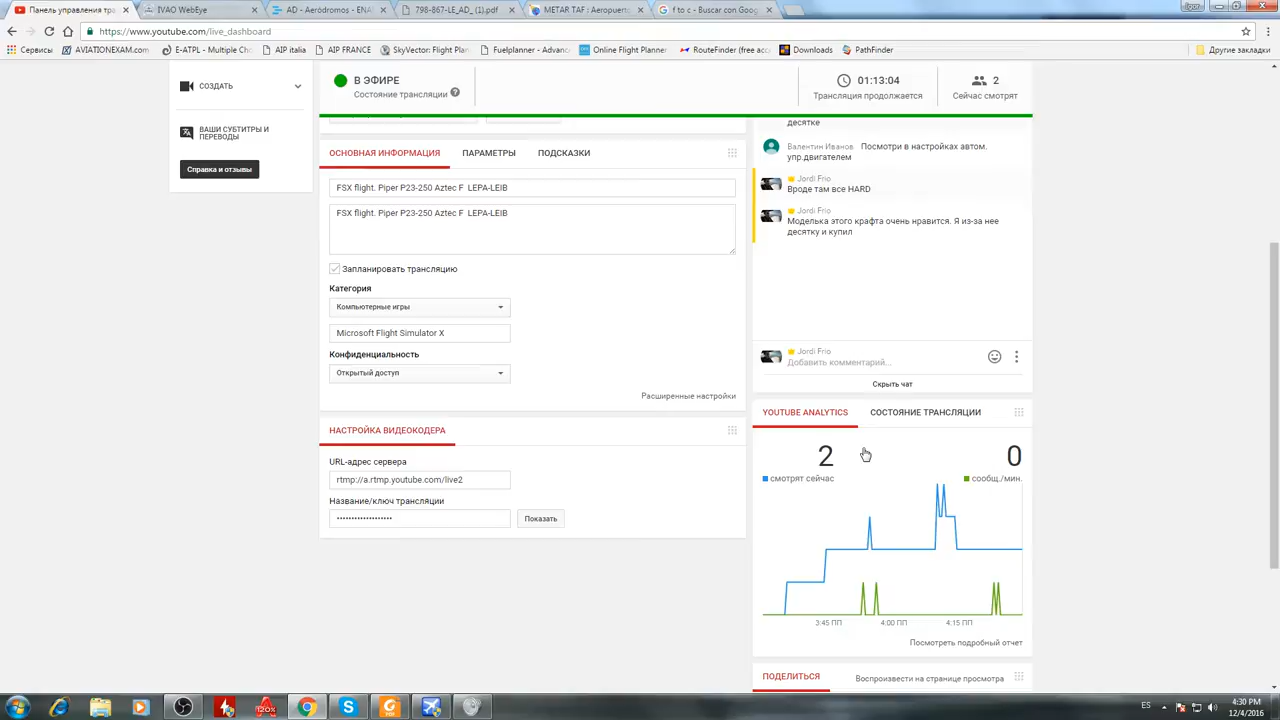 Панель управления тра
IVAO WebEye
AD - Aeródromos - ENAI
798-867-LE_AD_(1).pdf
METAR TAF : Aeropuert
f to c - Buscar con Goog
Igor
https://www.youtube.com/live_dashboard
Сервисы
AVIATIONEXAM.com
E-ATPL - Multiple Cho
AIP italia
AIP FRANCE
SkyVector: Flight Plan
Fuelplanner - Advanc
Online Flight Planner
RouteFinder (free acc
Downloads
PathFinder
Другие закладки
СОЗДАТЬ
ВАШИ СУБТИТРЫ И
ПЕРЕВОДЫ
Справка и отзывы
В ЭФИРЕ
Состояние трансляции ?
01:13:04
Трансляция продолжается
2
Сейчас смотрят
ОСНОВНАЯ ИНФОРМАЦИЯ
ПАРАМЕТРЫ
ПОДСКАЗКИ
FSX flight. Piper P23-250 Aztec F LEPA-LEIB
FSX flight. Piper P23-250 Aztec F LEPA-LEIB
Запланировать трансляцию
Категория
Компьютерные игры
Microsoft Flight Simulator X
Конфиденциальность
Открытый доступ
Расширенные настройки
НАСТРОЙКА ВИДЕОКОДЕРА
URL-адрес сервера
rtmp://a.rtmp.youtube.com/live2
Название/ключ трансляции
••••••••••••••••••
Показать
десятке
Валентин Иванов Посмотри в настройках автом.
упр.двигателем
Jordi Frio
Вроде там все HARD
Jordi Frio
Моделька этого крафта очень нравится. Я из-за нее
десятку и купил
Jordi Frio
Добавить комментарий...
Скрыть чат
YOUTUBE ANALYTICS
СОСТОЯНИЕ ТРАНСЛЯЦИИ
2
смотрят сейчас
0
сообщ./мин.
3:45 ПП
4:00 ПП
4:15 ПП
Посмотреть подробный отчет
ПОДЕЛИТЬСЯ
Воспроизвести на странице просмотра
120%
ES
4:30 PM
12/4/2016